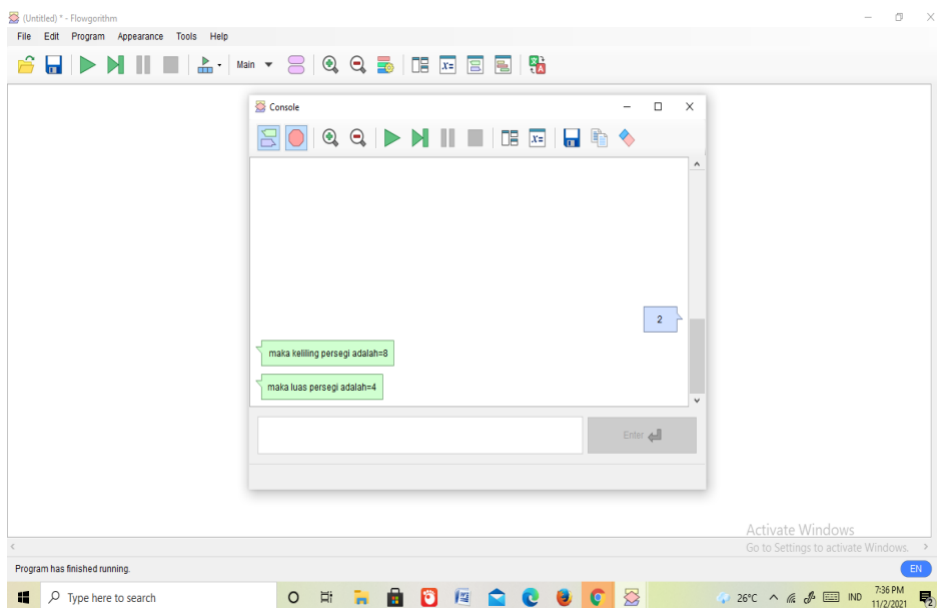 (Untitled) * - Flowgorithm
File Edit Program Appearance Tools Help
Main
Console
2
maka keliling persegi adalah=8
maka luas persegi adalah=4
Enter
Activate Windows
Go to Settings to activate Windows.
Program has finished running.
EN
Type here to search
26°C
IND
7:36 PM
11/2/2021
2